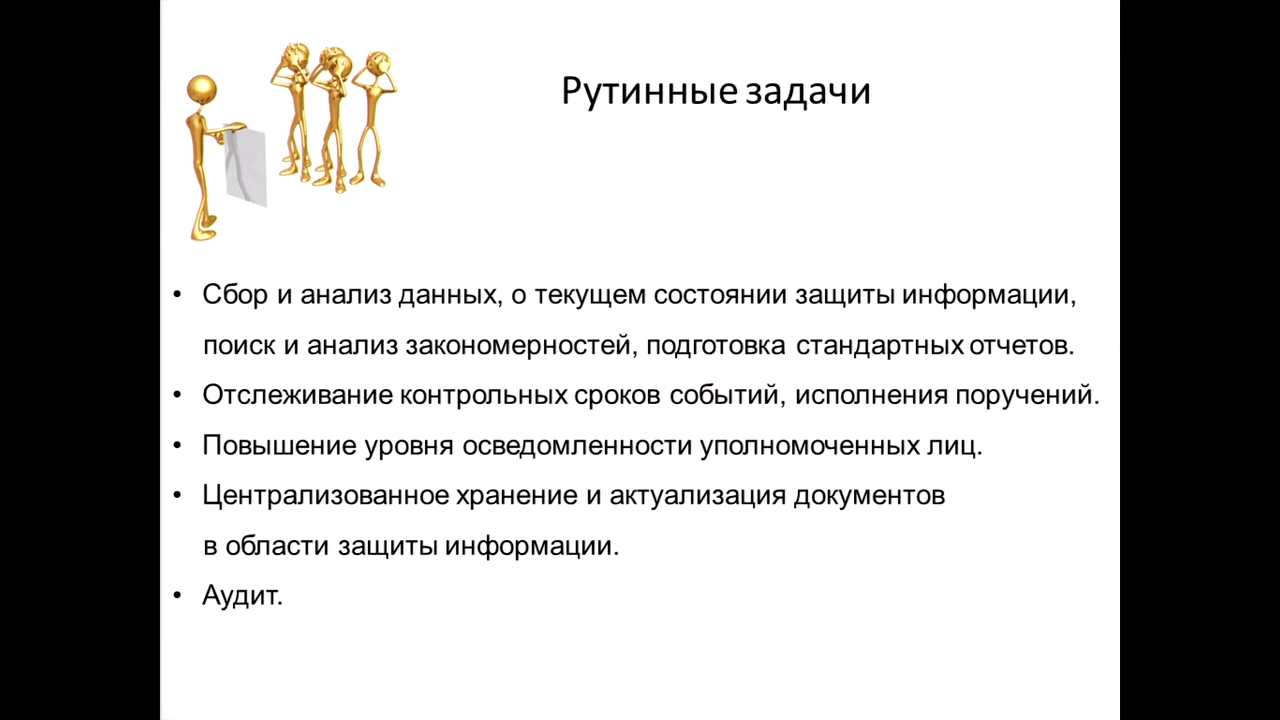 Рутинные задачи
• Сбор и анализ данных, о текущем состоянии защиты информации,
поиск и анализ закономерностей, подготовка стандартных отчетов.
• Отслеживание контрольных сроков событий, исполнения поручений.
• Повышение уровня осведомленности уполномоченных лиц.
• Централизованное хранение и актуализация документов
в области защиты информации.
• Аудит.